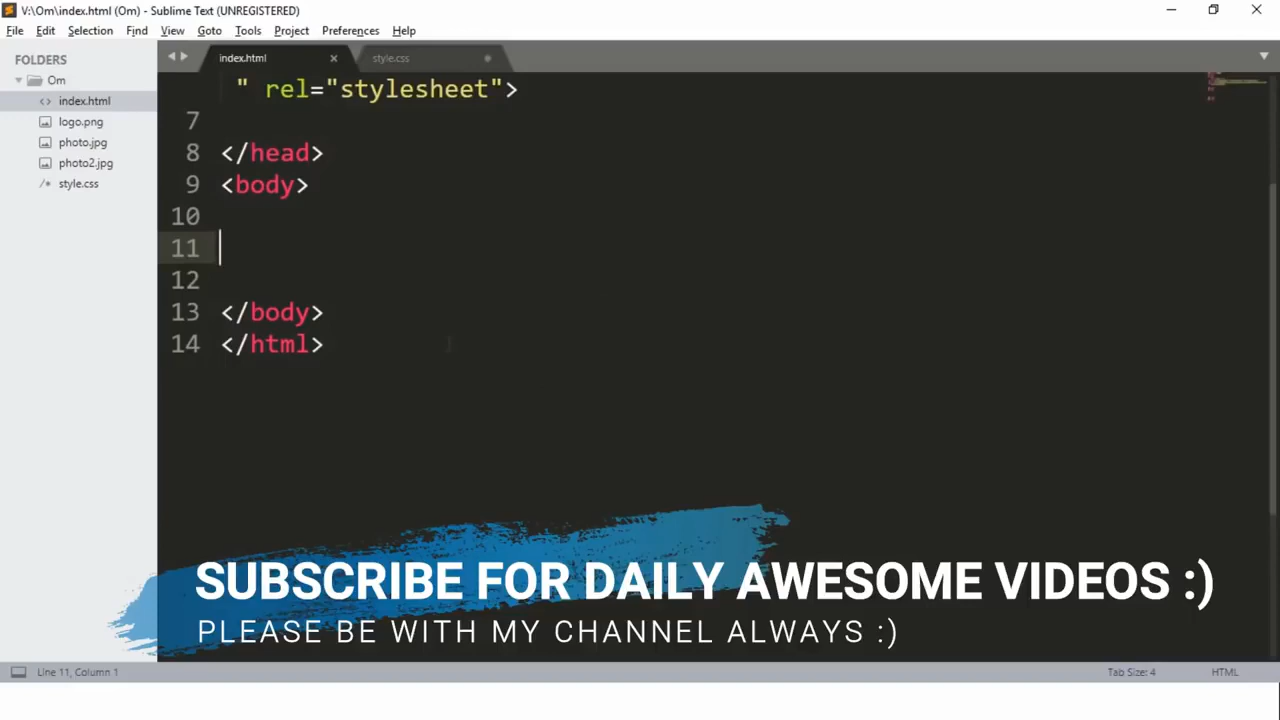 V:\Om\index.html (Om) - Sublime Text (UNREGISTERED)
File Edit Selection Find View Goto Tools Project Preferences Help
FOLDERS
Om
index.html
logo.png
photo.jpg
photo2.jpg
style.css
index.html style.css
" rel="stylesheet">
7
8 </head>
9 <body>
10
11
12
13 </body>
14 </html>
SUBSCRIBE FOR DAILY AWESOME VIDEOS :)
PLEASE BE WITH MY CHANNEL ALWAYS :)
Line 11, Column 1 Tab Size: 4 HTML